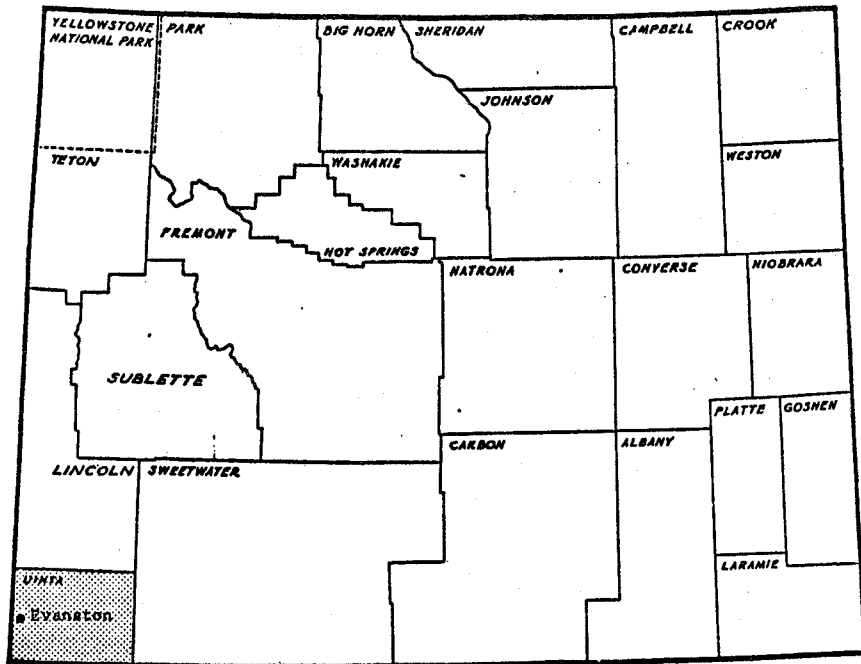 YELLOWSTONE
NATIONAL PARK
PARK
BIG HORN
SHERIDAN
CAMPBELL
CROOK
JOHNSON
TETON
WASHAKIE
WESTON
FREMONT
HOT SPRINGS
NATRONA
CONVERSE
NIOBRARA
SUBLETTE
PLATTE
GOSHEN
CARBON
ALBANY
LINCOLN
SWEETWATER
LARAMIE
UINTA
Evanston